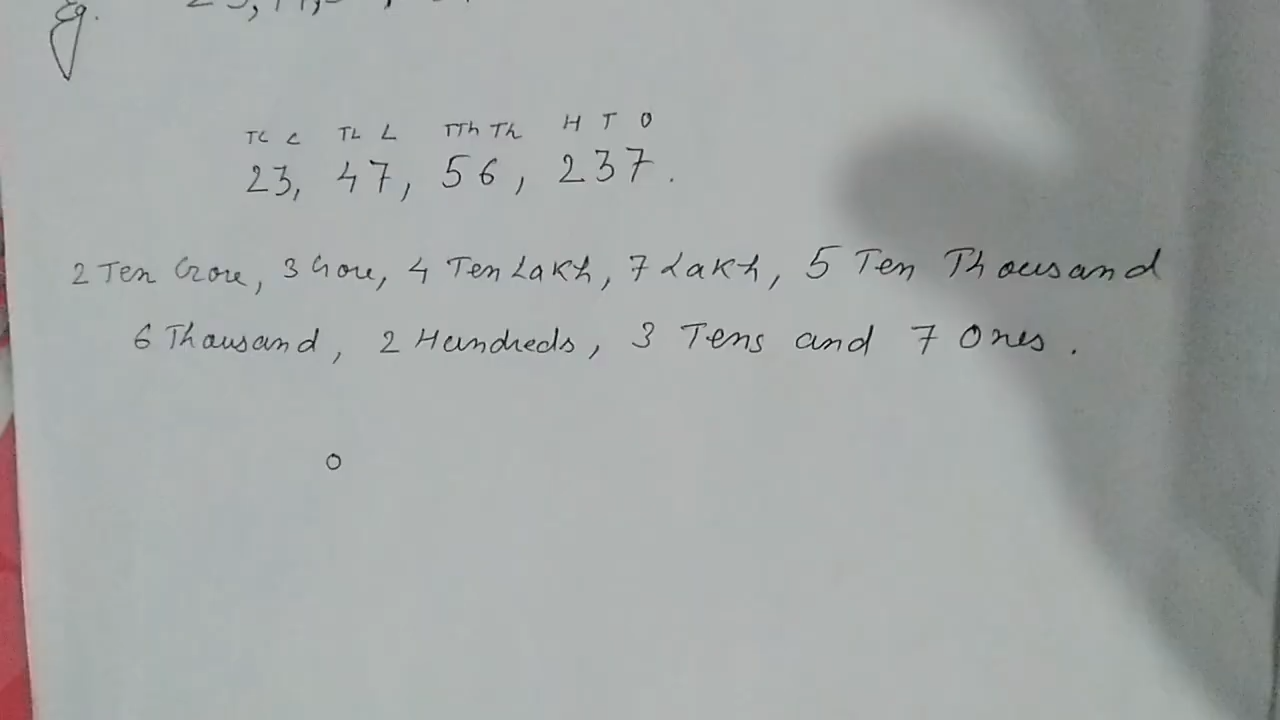 Eg.
TC C TL L TTh Th H T O
23, 47, 56, 237.
2 Ten Crore, 3 Crore, 4 Ten Lakh, 7 Lakh, 5 Ten Thousand
6 Thousand, 2 Hundreds, 3 Tens and 7 Ones.
O